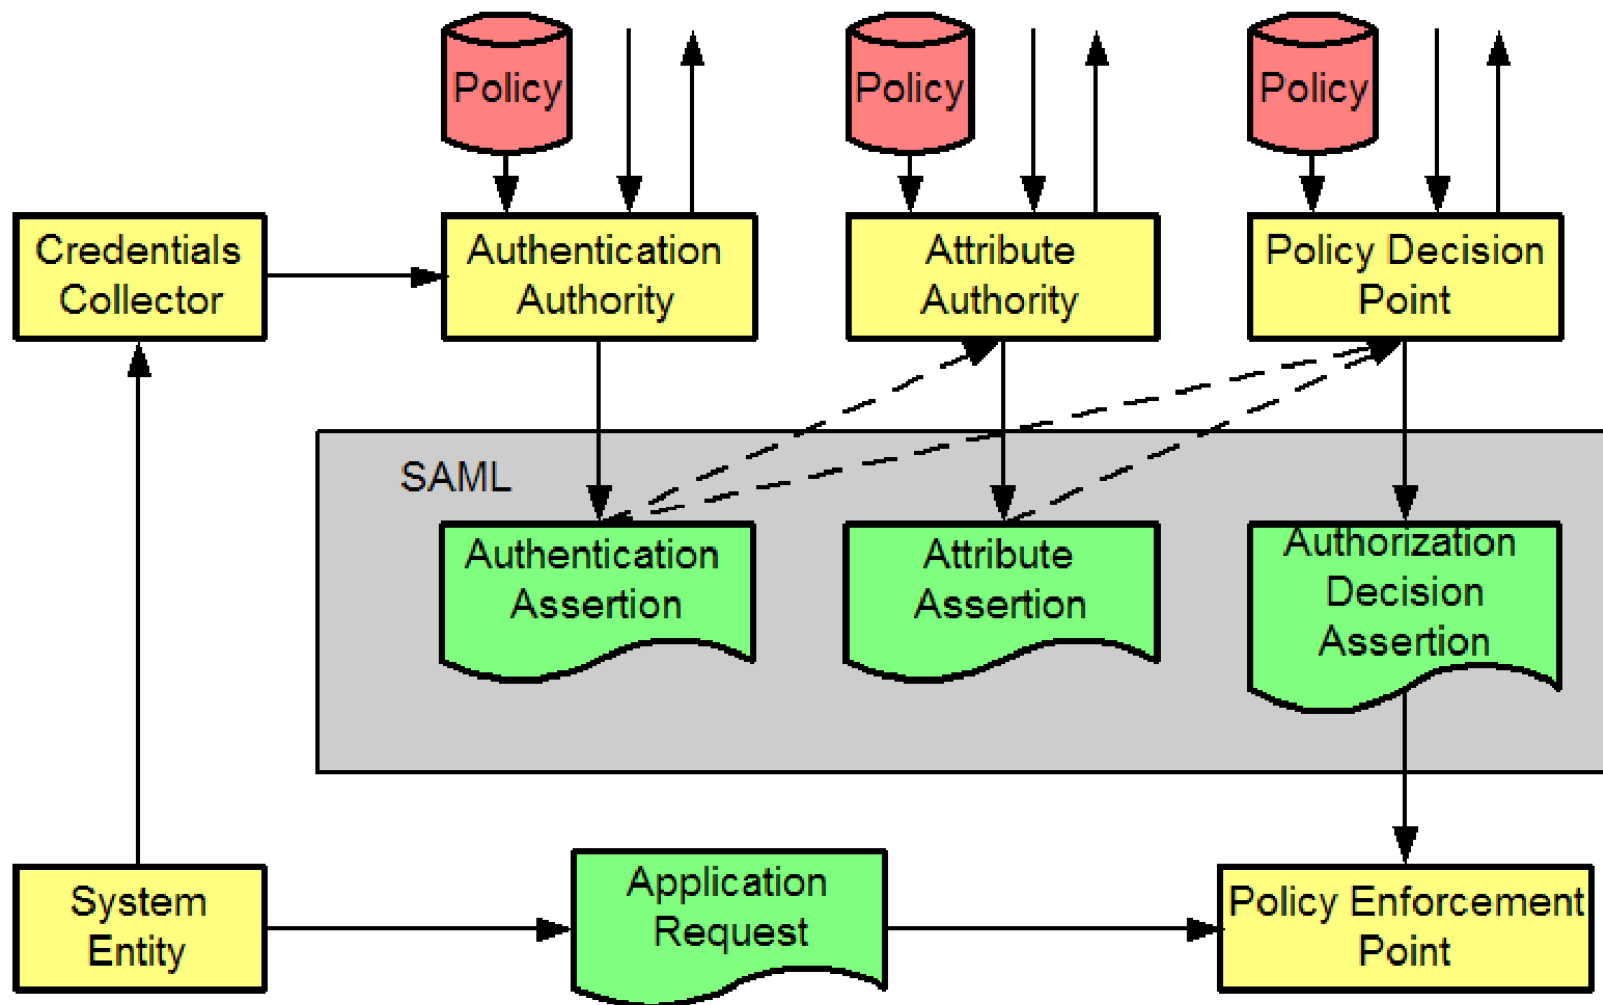 Policy
Policy
Policy
Credentials
Collector
Authentication
Authority
Attribute
Authority
Policy Decision
Point
SAML
Authentication
Assertion
Attribute
Assertion
Authorization
Decision
Assertion
System
Entity
Application
Request
Policy Enforcement
Point